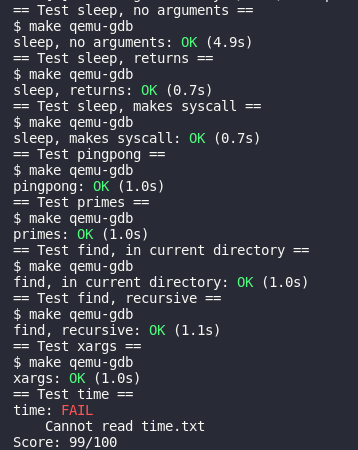 == Test sleep, no arguments ==
$ make qemu-gdb
sleep, no arguments: OK (4.9s)
== Test sleep, returns ==
$ make qemu-gdb
sleep, returns: OK (0.7s)
== Test sleep, makes syscall ==
$ make qemu-gdb
sleep, makes syscall: OK (0.7s)
== Test pingpong ==
$ make qemu-gdb
pingpong: OK (1.0s)
== Test primes ==
$ make qemu-gdb
primes: OK (1.0s)
== Test find, in current directory ==
$ make qemu-gdb
find, in current directory: OK (1.0s)
== Test find, recursive ==
$ make qemu-gdb
find, recursive: OK (1.1s)
== Test xargs ==
$ make qemu-gdb
xargs: OK (1.0s)
== Test time ==
time: FAIL
    Cannot read time.txt
Score: 99/100